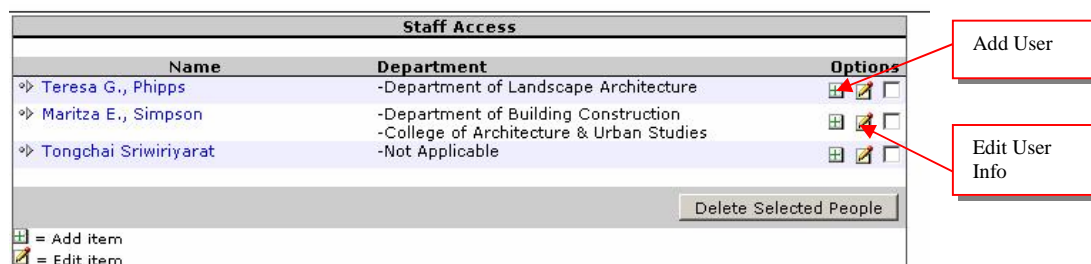 Staff Access
Name Department Options
Teresa G., Phipps -Department of Landscape Architecture
Maritza E., Simpson -Department of Building Construction
-College of Architecture & Urban Studies
Tongchai Sriwiriyarat -Not Applicable
Delete Selected People
= Add item
= Edit item
Add User
Edit User
Info